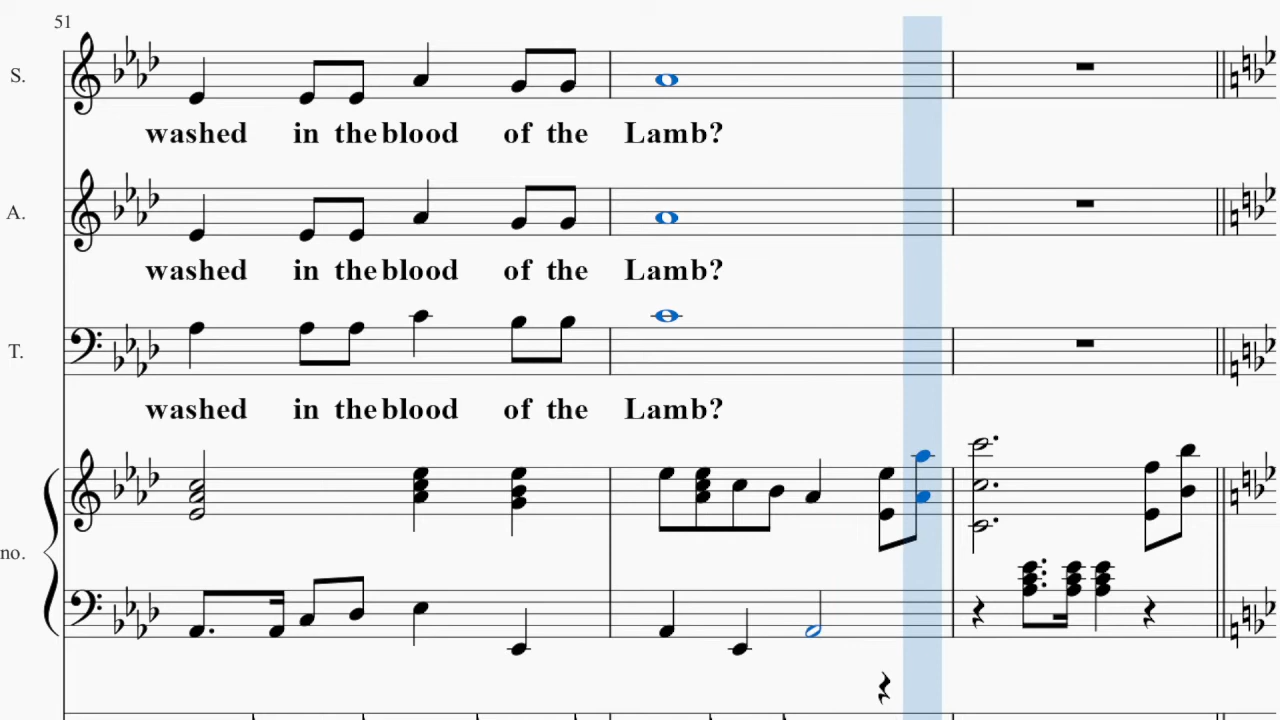 51
S.
washed in the blood of the Lamb?
A.
washed in the blood of the Lamb?
T.
washed in the blood of the Lamb?
no.